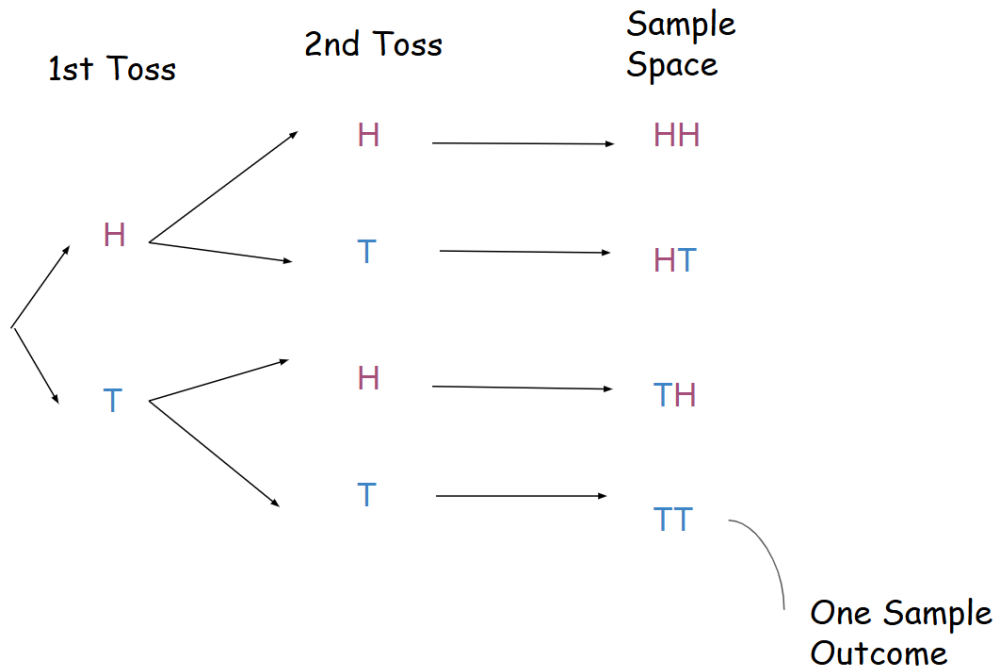 1st Toss
2nd Toss
Sample
Space
H
HH
H
T
HT
T
H
TH
T
TT
One Sample
Outcome